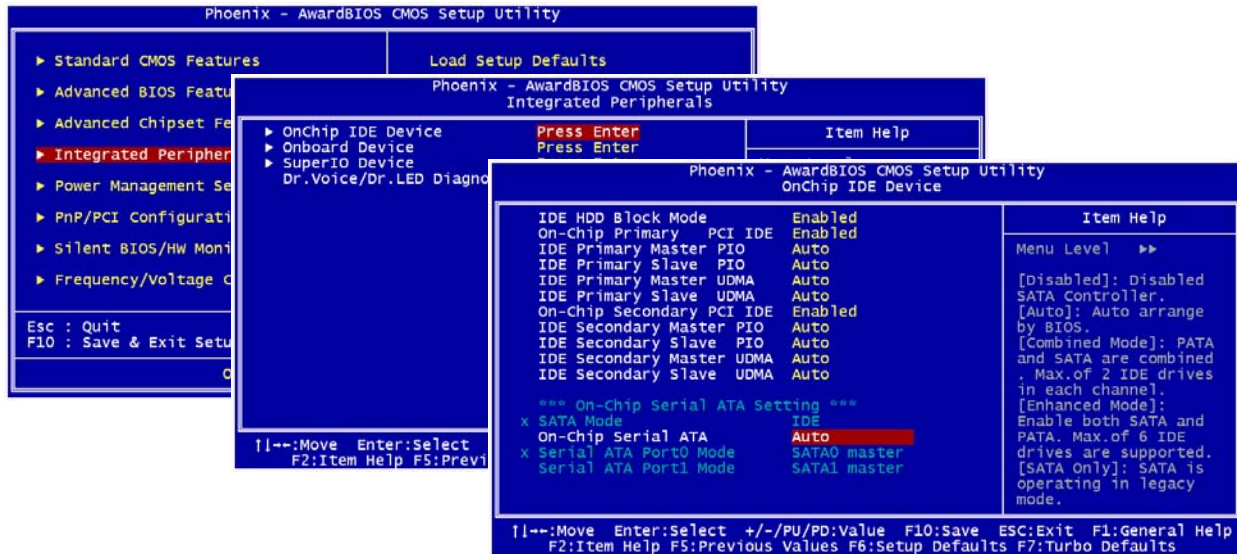 Phoenix - AwardBIOS CMOS Setup Utility
▶ Standard CMOS Features
Load Setup Defaults
▶ Advanced BIOS Featu
▶ Advanced Chipset Fe
▶ Integrated Peripher
▶ Power Management Se
▶ PnP/PCI Configurati
▶ Silent BIOS/HW Moni
▶ Frequency/Voltage C
Esc : Quit
F10 : Save & Exit Setu
Phoenix - AwardBIOS CMOS Setup Utility
Integrated Peripherals
▶ OnChip IDE Device Press Enter
▶ Onboard Device Press Enter
▶ SuperIO Device
Dr.Voice/Dr.LED Diagno
Item Help
↑↓→←:Move Enter:Select
F2:Item Help F5:Previ
Phoenix - AwardBIOS CMOS Setup Utility
OnChip IDE Device
IDE HDD Block Mode Enabled
On-Chip Primary PCI IDE Enabled
IDE Primary Master PIO Auto
IDE Primary Slave PIO Auto
IDE Primary Master UDMA Auto
IDE Primary Slave UDMA Auto
On-Chip Secondary PCI IDE Enabled
IDE Secondary Master PIO Auto
IDE Secondary Slave PIO Auto
IDE Secondary Master UDMA Auto
IDE Secondary Slave UDMA Auto
*** On-Chip Serial ATA Setting ***
x SATA Mode IDE
On-Chip Serial ATA Auto
x Serial ATA Port0 Mode SATA0 master
Serial ATA Port1 Mode SATA1 master
Item Help
Menu Level ▶▶
[Disabled]: Disabled
SATA Controller.
[Auto]: Auto arrange
by BIOS.
[Combined Mode]: PATA
and SATA are combined
. Max.of 2 IDE drives
in each channel.
[Enhanced Mode]:
Enable both SATA and
PATA. Max.of 6 IDE
drives are supported.
[SATA Only]: SATA is
operating in legacy
mode.
↑↓→←:Move Enter:Select +/-/PU/PD:Value F10:Save ESC:Exit F1:General Help
F2:Item Help F5:Previous Values F6:Setup Defaults F7:Turbo Defaults